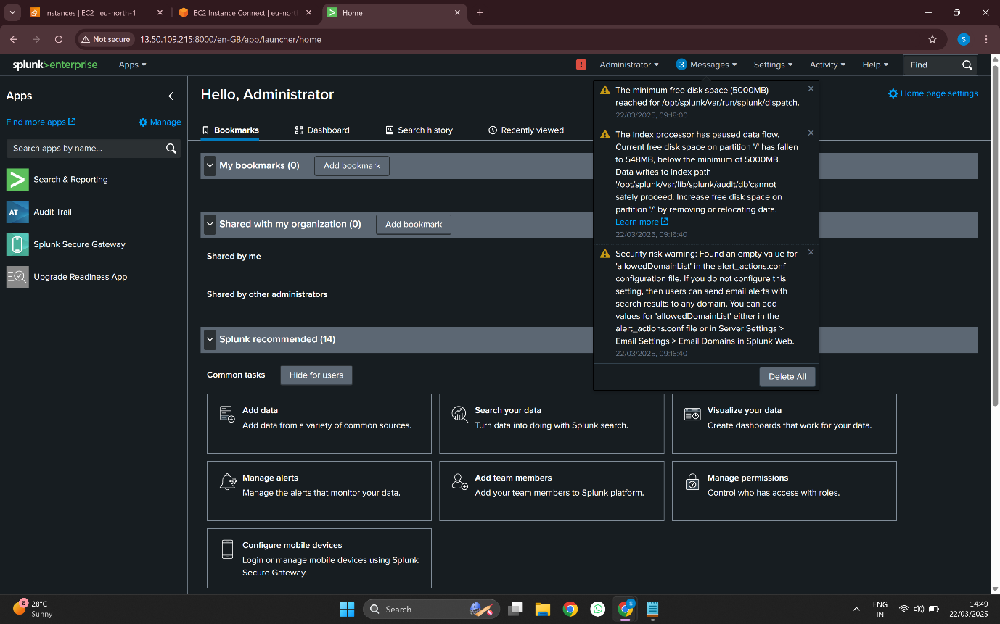 Instances | EC2 | eu-north-1
EC2 Instance Connect | eu-nort
Home
Not secure
13.50.109.215:8000/en-GB/app/launcher/home
S
splunk>enterprise
Apps
!
Administrator
3
Messages
Settings
Activity
Help
Find
Apps
Find more apps
Manage
Search apps by name...
Search & Reporting
AT
Audit Trail
Splunk Secure Gateway
Upgrade Readiness App
Hello, Administrator
Home page settings
Bookmarks
Dashboard
Search history
Recently viewed
My bookmarks (0)
Add bookmark
Shared with my organization (0)
Add bookmark
Shared by me
Shared by other administrators
Splunk recommended (14)
Common tasks
Hide for users
Add data
Add data from a variety of common sources.
Search your data
Turn data into doing with Splunk search.
Visualize your data
Create dashboards that work for your data.
Manage alerts
Manage the alerts that monitor your data.
Add team members
Add your team members to Splunk platform.
Manage permissions
Control who has access with roles.
Configure mobile devices
Login or manage mobile devices using Splunk
Secure Gateway.
The minimum free disk space (5000MB)
reached for /opt/splunk/var/run/splunk/dispatch.
22/03/2025, 09:18:00
The index processor has paused data flow.
Current free disk space on partition '/' has fallen
to 548MB, below the minimum of 5000MB.
Data writes to index path
'/opt/splunk/var/lib/splunk/audit/db'cannot
safely proceed. Increase free disk space on
partition '/' by removing or relocating data.
Learn more
22/03/2025, 09:16:40
Security risk warning: Found an empty value for
'allowedDomainList' in the alert_actions.conf
configuration file. If you do not configure this
setting, then users can send email alerts with
search results to any domain. You can add
values for 'allowedDomainList' either in the
alert_actions.conf file or in Server Settings >
Email Settings > Email Domains in Splunk Web.
22/03/2025, 09:16:40
Delete All
8
28°C
Sunny
Search
S
ENG
IN
14:49
22/03/2025